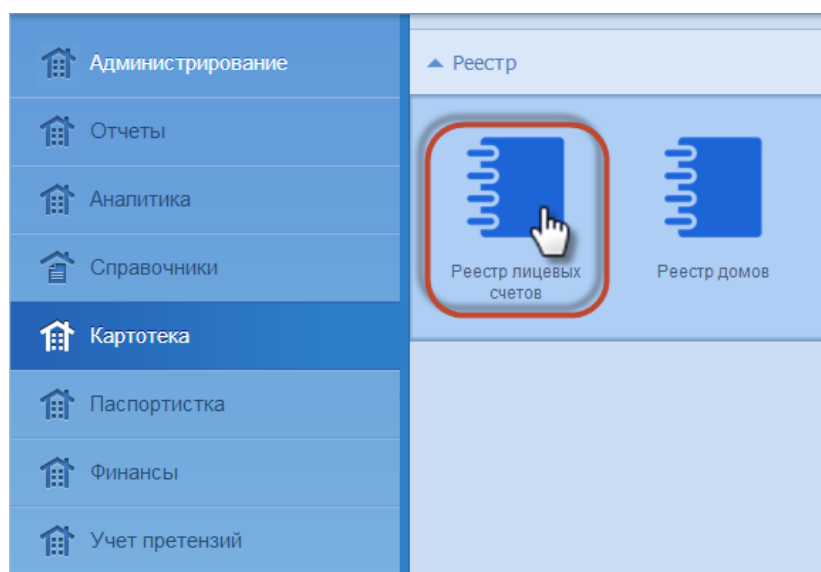 Администрирование
Отчеты
Аналитика
Справочники
Картотека
Паспортистка
Финансы
Учет претензий
Реестр
Реестр лицевых
счетов
Реестр домов